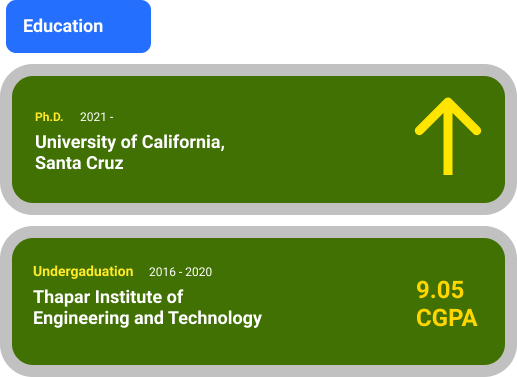 Education
Ph.D. 2021 -
University of California,
Santa Cruz
Undergaduation 2016 - 2020
Thapar Institute of
Engineering and Technology
9.05
CGPA